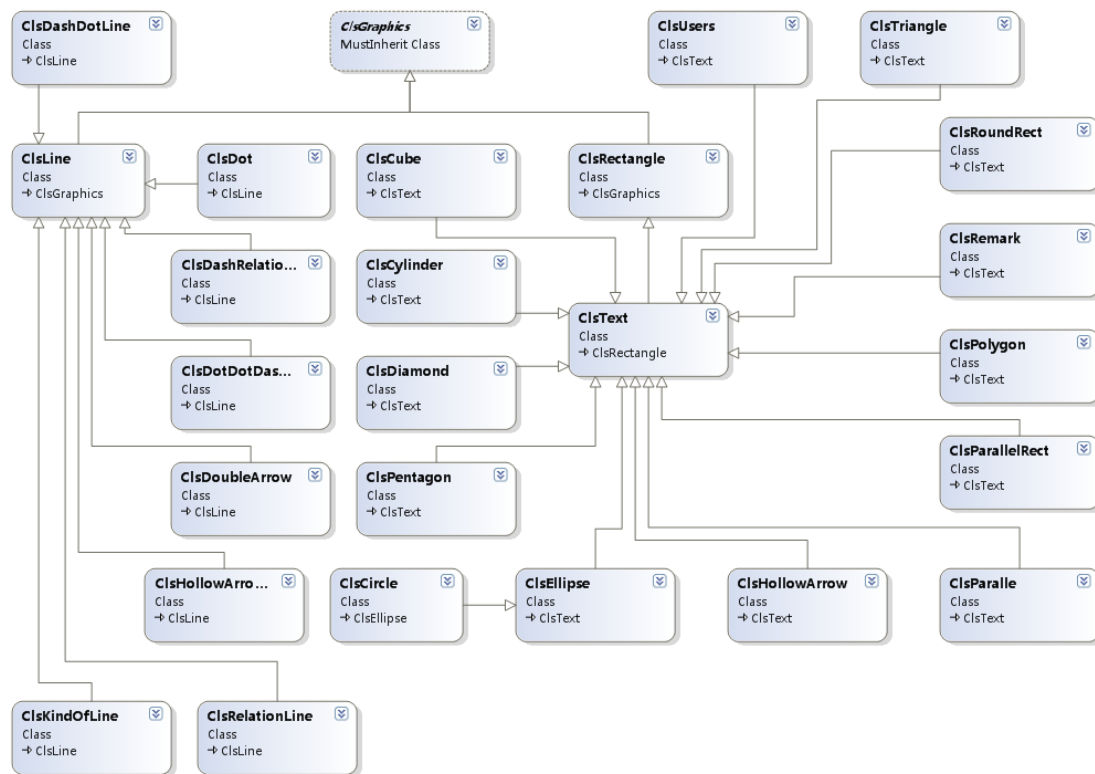 ClsDashDotLine
Class
ClsLine
ClsGraphics
MustInherit Class
ClsUsers
Class
ClsText
ClsTriangle
Class
ClsText
ClsLine
Class
ClsGraphics
ClsDot
Class
ClsLine
ClsCube
Class
ClsText
ClsRectangle
Class
ClsGraphics
ClsRoundRect
Class
ClsText
ClsDashRelatio...
Class
ClsLine
ClsCylinder
Class
ClsText
ClsRemark
Class
ClsText
ClsText
Class
ClsRectangle
ClsDotDotDas...
Class
ClsLine
ClsDiamond
Class
ClsText
ClsPolygon
Class
ClsText
ClsDoubleArrow
Class
ClsLine
ClsPentagon
Class
ClsText
ClsParallelRect
Class
ClsText
ClsHollowArro...
Class
ClsLine
ClsCircle
Class
ClsEllipse
ClsEllipse
Class
ClsText
ClsHollowArrow
Class
ClsText
ClsParalle
Class
ClsText
ClsKindOfLine
Class
ClsLine
ClsRelationLine
Class
ClsLine